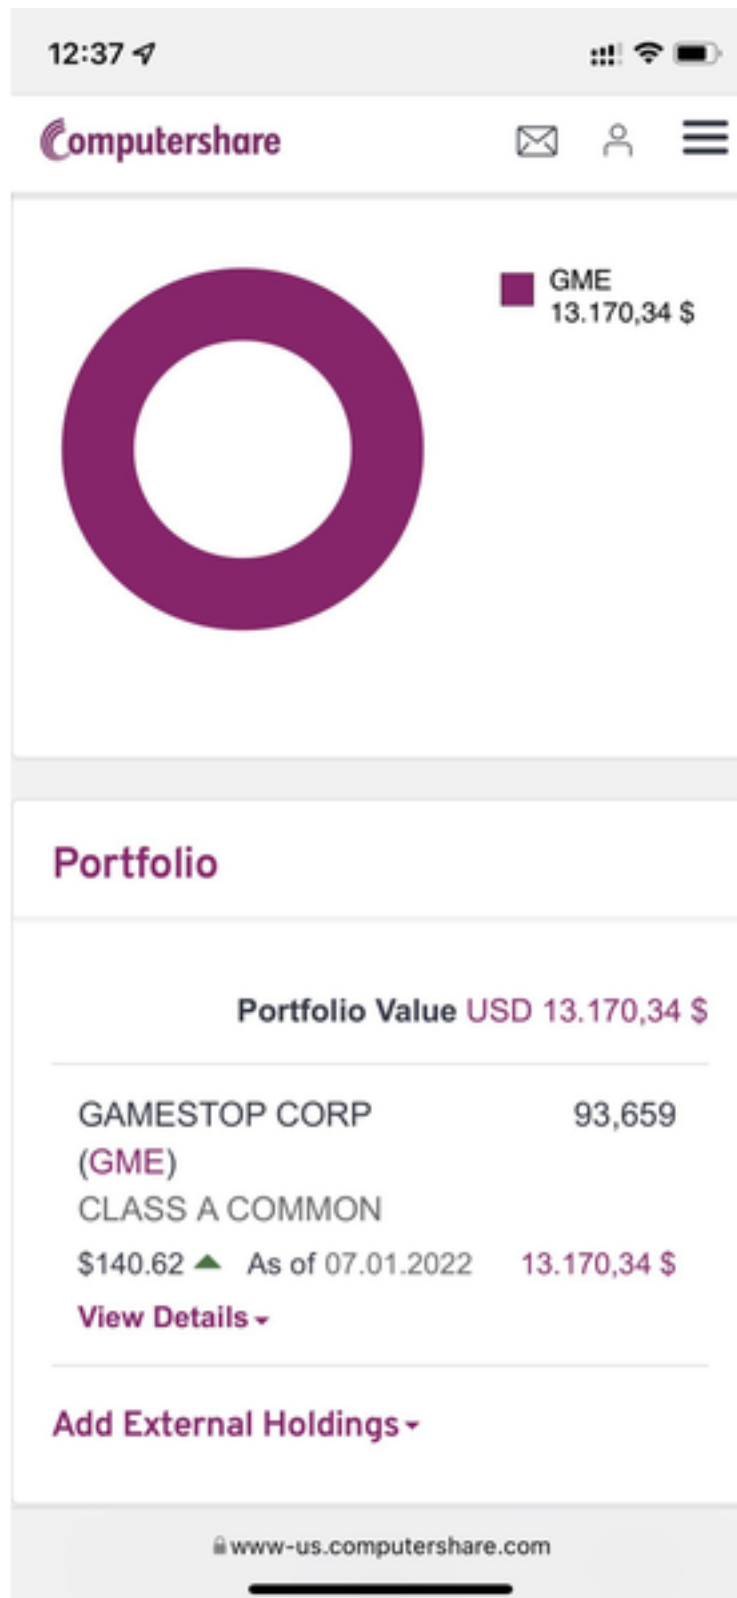 12:37
Computershare
GME
13.170,34 $
Portfolio
Portfolio Value USD 13.170,34 $
GAMESTOP CORP 93,659
(GME)
CLASS A COMMON
$140.62 As of 07.01.2022 13.170,34 $
View Details
Add External Holdings
www-us.computershare.com